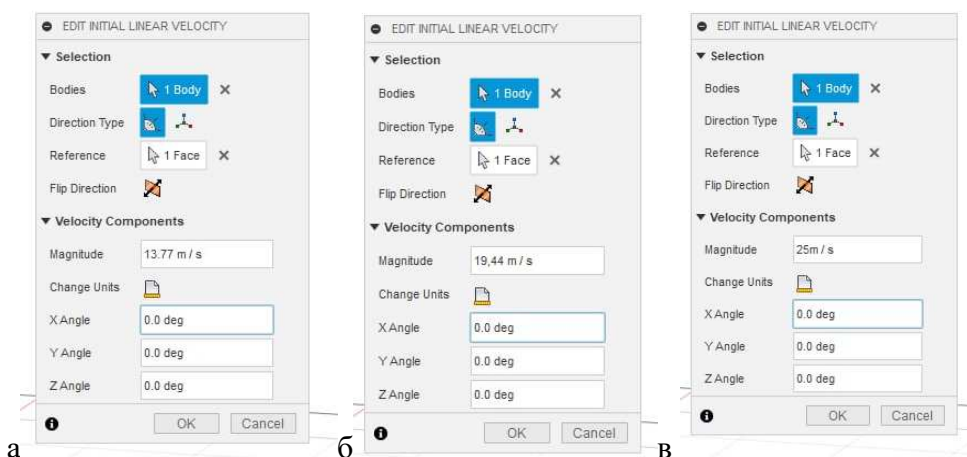 EDIT INITIAL LINEAR VELOCITY
Selection
Bodies 1 Body
Direction Type
Reference 1 Face
Flip Direction
Velocity Components
Magnitude 13.77 m / s
Change Units
X Angle 0.0 deg
Y Angle 0.0 deg
Z Angle 0.0 deg
OK Cancel
а
EDIT INITIAL LINEAR VELOCITY
Selection
Bodies 1 Body
Direction Type
Reference 1 Face
Flip Direction
Velocity Components
Magnitude 19,44 m / s
Change Units
X Angle 0.0 deg
Y Angle 0.0 deg
Z Angle 0.0 deg
OK Cancel
б
EDIT INITIAL LINEAR VELOCITY
Selection
Bodies 1 Body
Direction Type
Reference 1 Face
Flip Direction
Velocity Components
Magnitude 25m / s
Change Units
X Angle 0.0 deg
Y Angle 0.0 deg
Z Angle 0.0 deg
OK Cancel
в